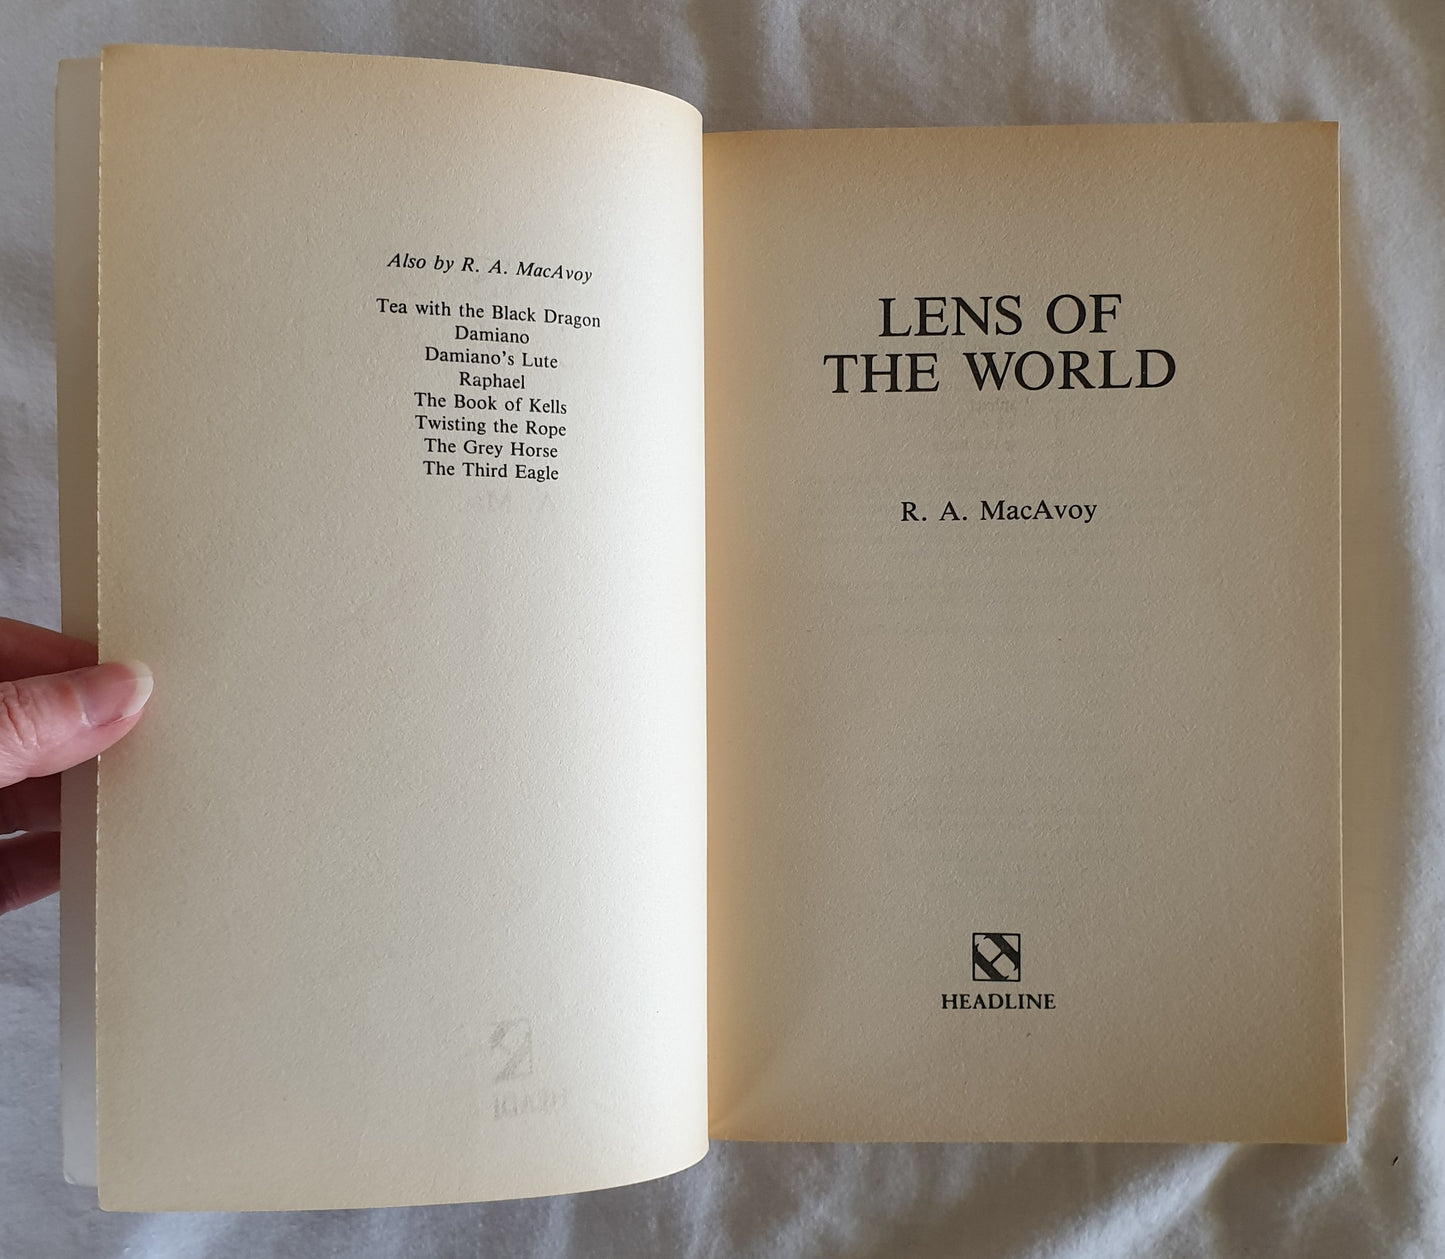 Also by R. A. MacAvoy
Tea with the Black Dragon
Damiano
Damiano's Lute
Raphael
The Book of Kells
Twisting the Rope
The Grey Horse
The Third Eagle
LENS OF
THE WORLD
R. A. MacAvoy
HEADLINE